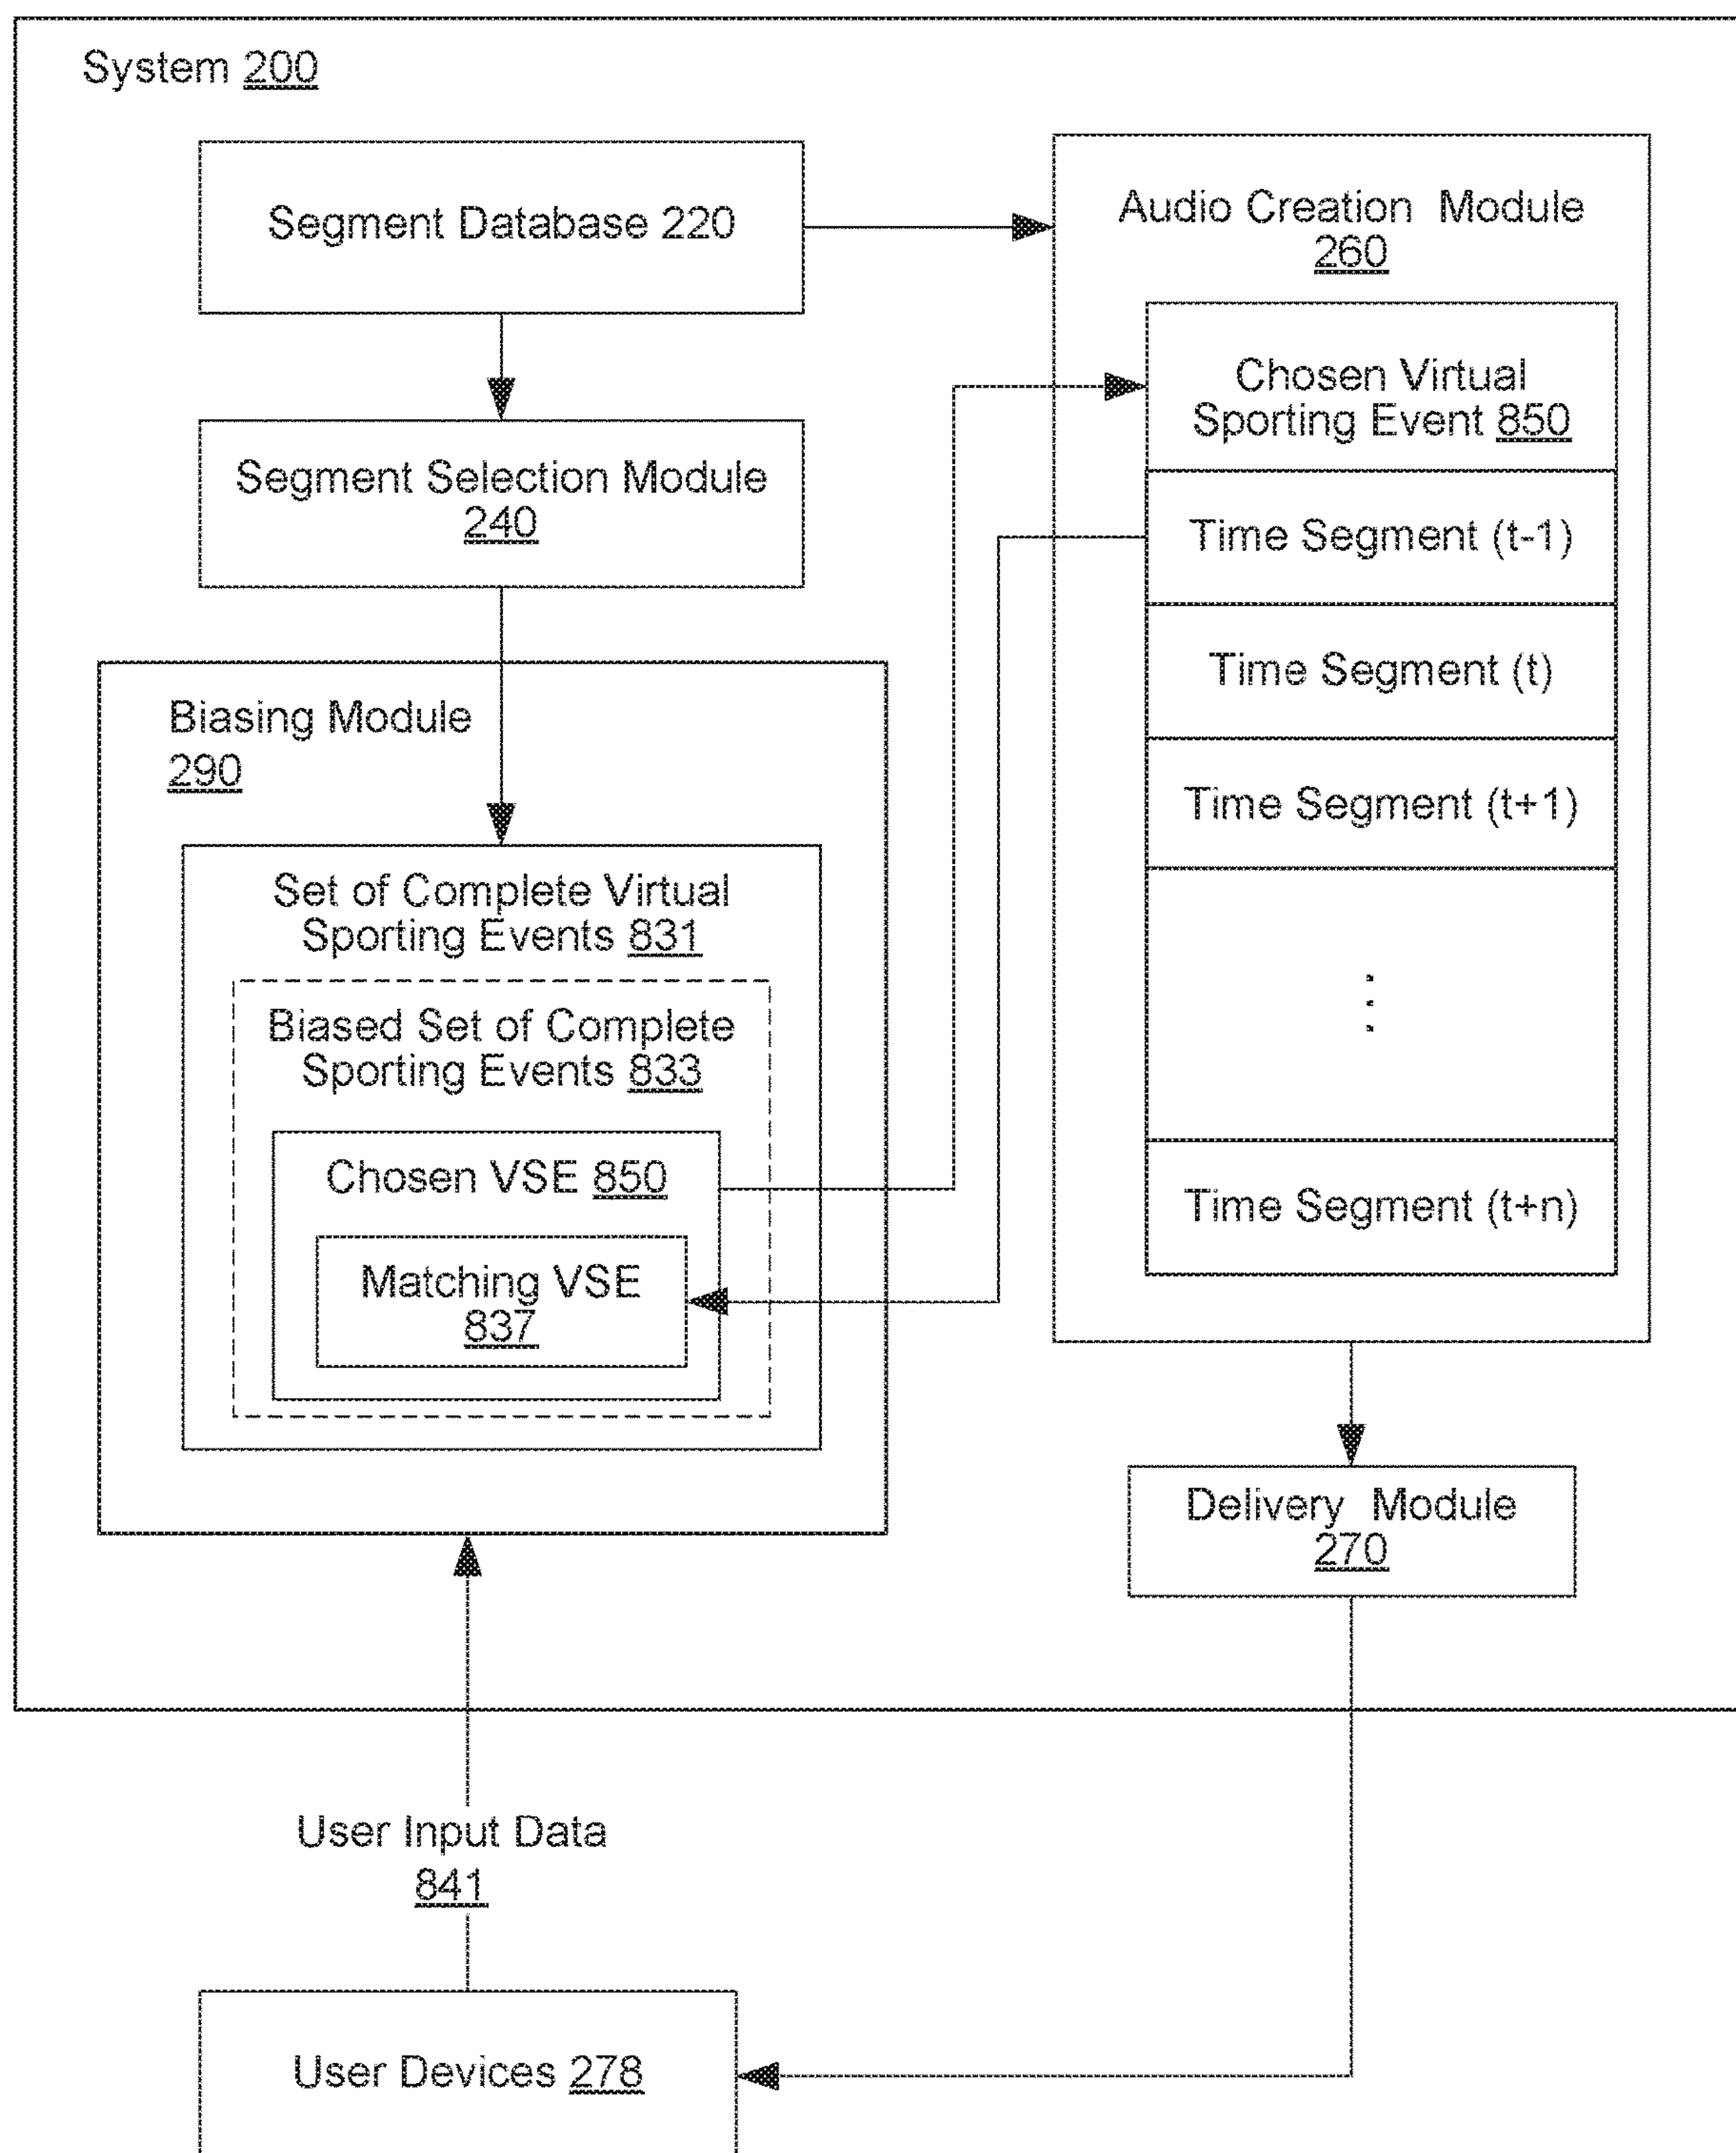 System 200
Segment Database 220
Audio Creation Module
260
Chosen Virtual
Sporting Event 850
Segment Selection Module
240
Time Segment (t-1)
Time Segment (t)
Biasing Module
290
Time Segment (t+1)
Set of Complete Virtual
Sporting Events 831
Biased Set of Complete
Sporting Events 833
Chosen VSE 850
Matching VSE
837
Time Segment (t+n)
Delivery Module
270
User Input Data
841
User Devices 278